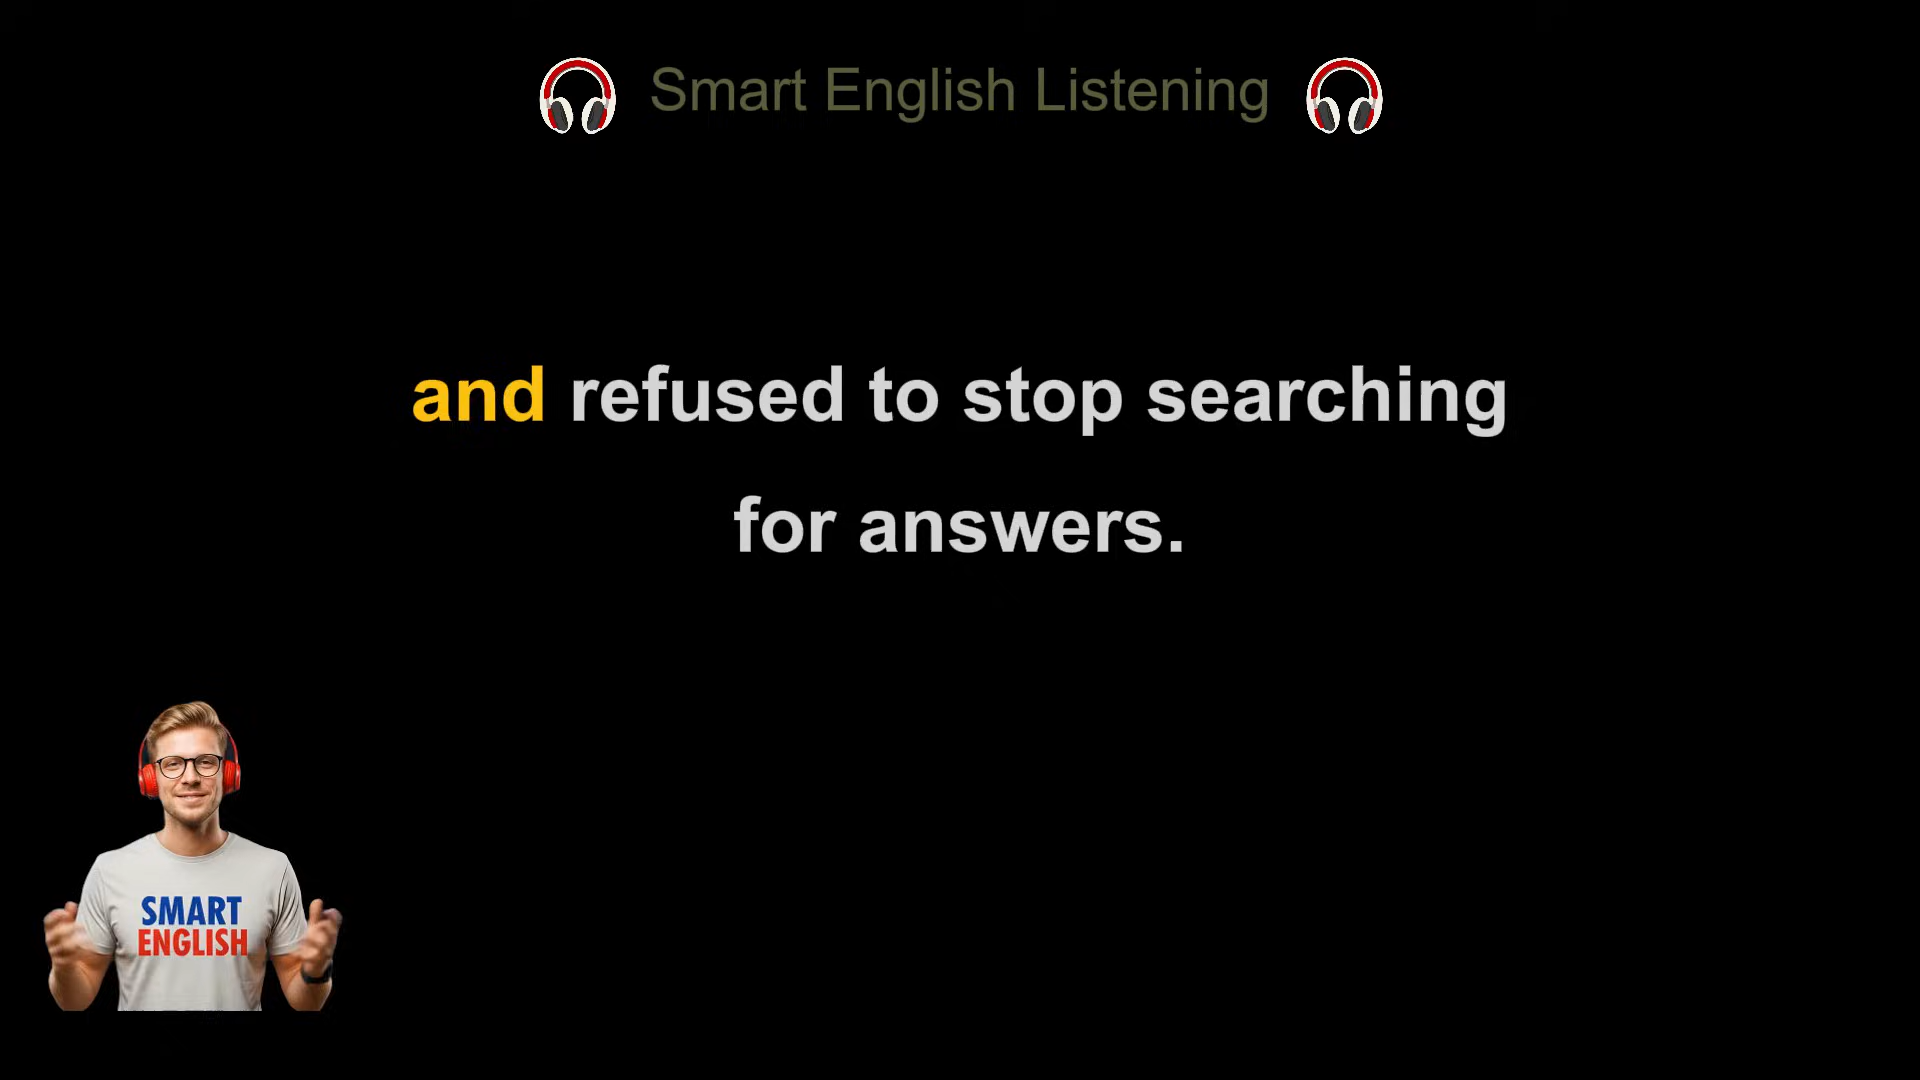 Smart English Listening
and refused to stop searching
for answers.
SMART
ENGLISH